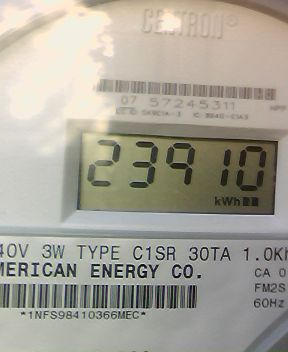 CENTRON®
07 57245311
23910
kWh
40V 3W TYPE C1SR 30TA 1.0Kh
MERICAN ENERGY CO.
CA 0
FM2S
60Hz
*1NFS98410366MEC*